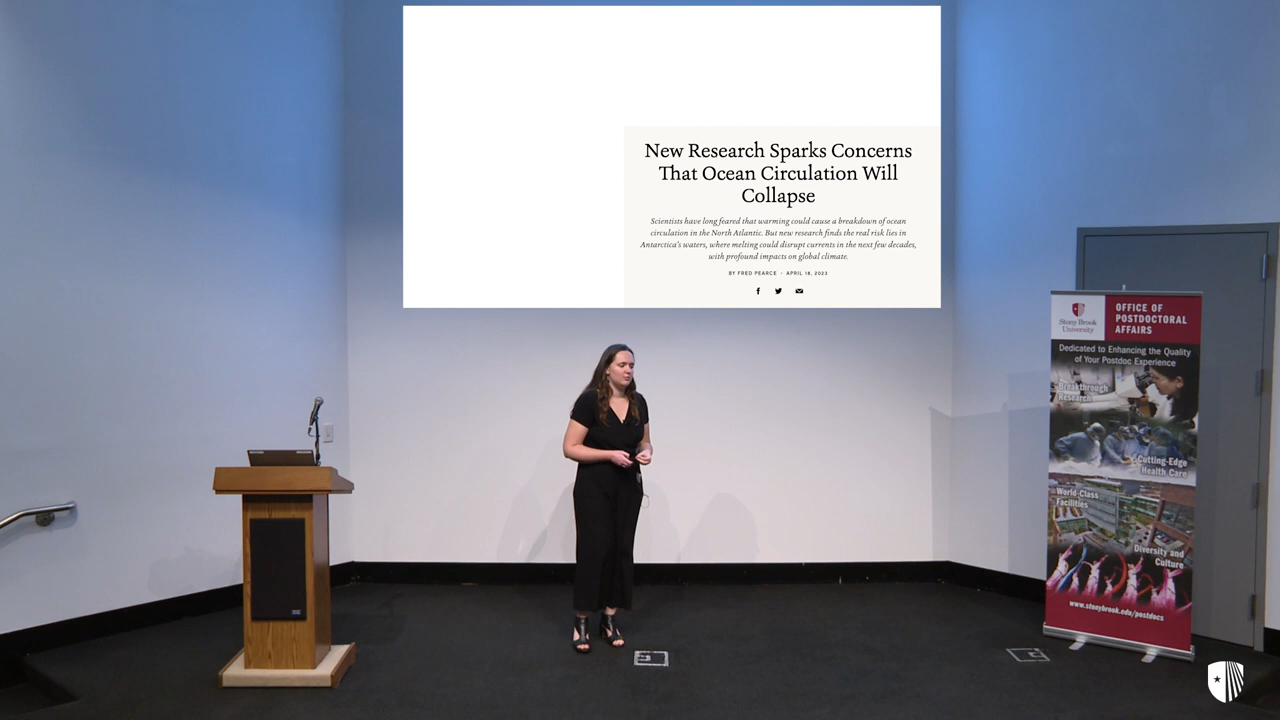 New Research Sparks Concerns
That Ocean Circulation Will
Collapse
Scientists have long feared that warming could cause a breakdown of ocean
circulation in the North Atlantic. But new research finds the real risk lies in
Antarctica's waters, where melting could disrupt currents in the next few decades,
with profound impacts on global climate.
BY FRED PEARCE · APRIL 18, 2023
Stony Brook
University
OFFICE OF
POSTDOCTORAL
AFFAIRS
Dedicated to Enhancing the Quality
of Your Postdoc Experience
Breakthrough
Research
Cutting-Edge
Health Care
World-Class
Facilities
Diversity and
Culture
www.stonybrook.edu/postdocs